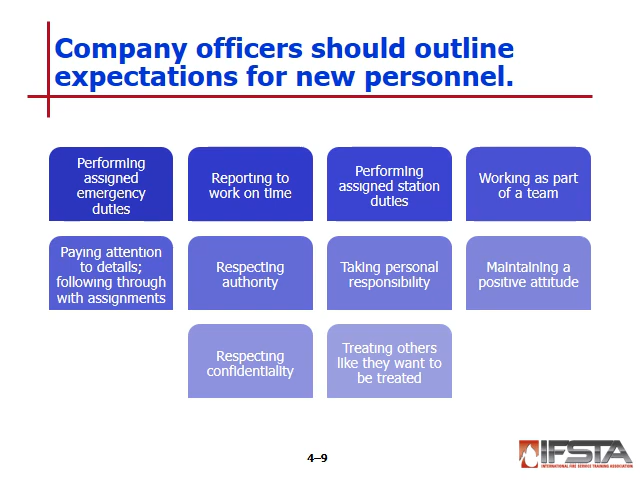 Company officers should outline
expectations for new personnel.
Performing
assigned
emergency
duties
Reporting to
work on time
Performing
assigned station
duties
Working as part
of a team
Paying attention
to details;
following through
with assignments
Respecting
authority
Taking personal
responsibility
Maintaining a
positive attitude
Respecting
confidentiality
Treating others
like they want to
be treated
4–9
IFSTA
INTERNATIONAL FIRE SERVICE TRAINING ASSOCIATION